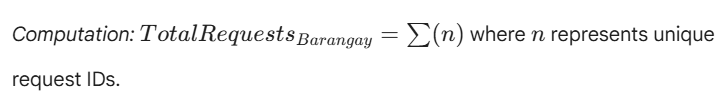 Computation: TotalRequests_Barangay = ∑(n) where n represents unique
request IDs.